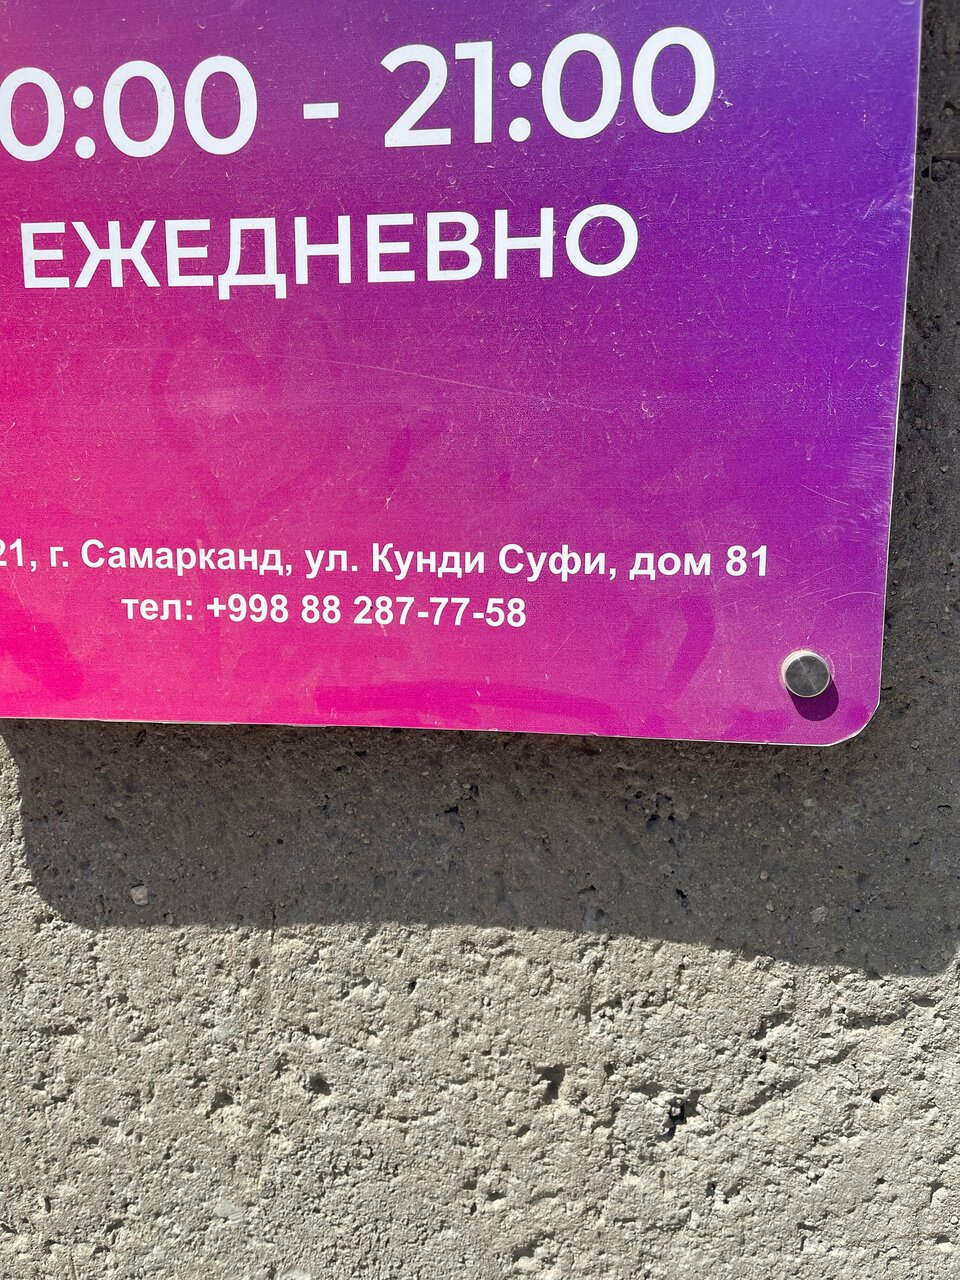 0:00 - 21:00
ЕЖЕДНЕВНО
21, г. Самарканд, ул. Кунди Суфи, дом 81
тел: +998 88 287-77-58